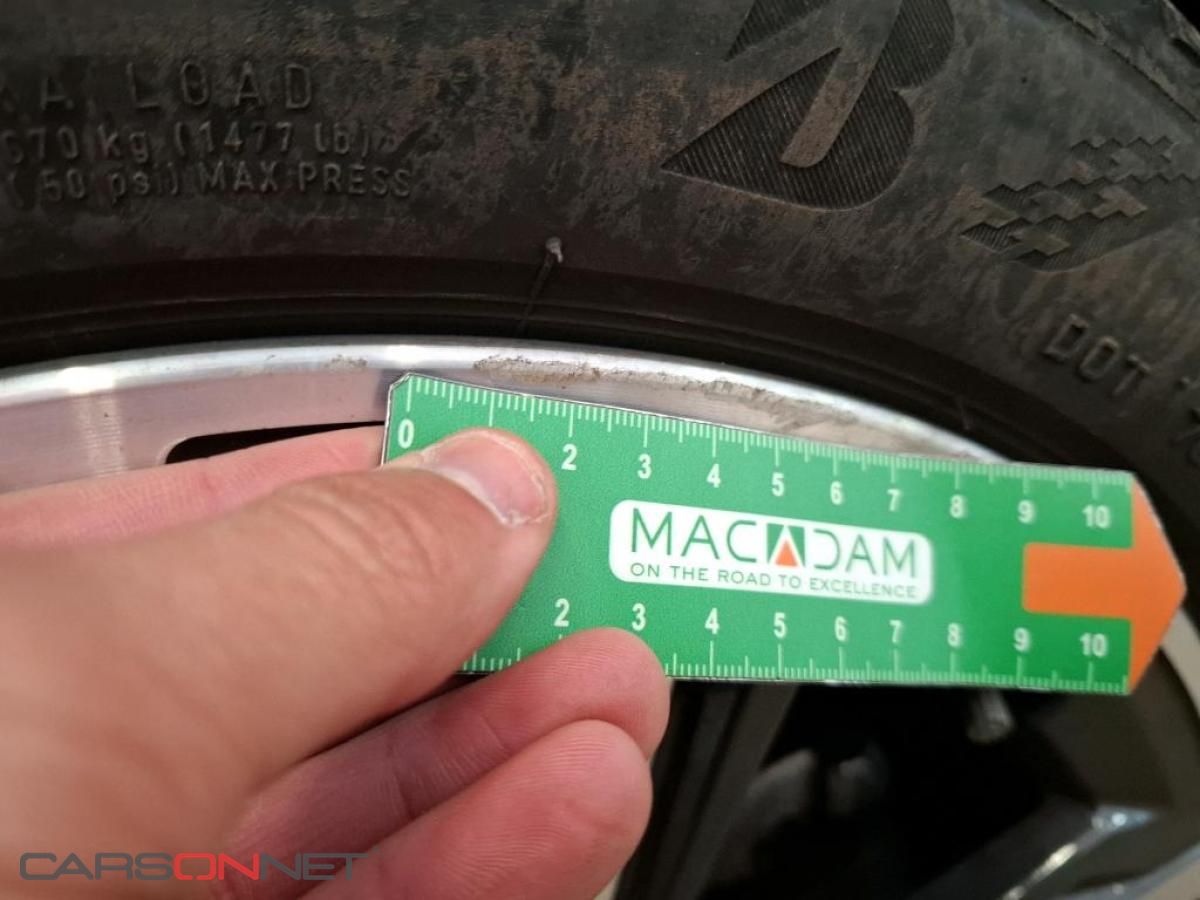 A LOAD
670 kg (1477 lb)
50 psi) MAX PRESS
DOT
0 2 3 4 5 6 7 8 9 10
MACADAM
ON THE ROAD TO EXCELLENCE
2 3 4 5 6 7 8 9 10
CARSONNET